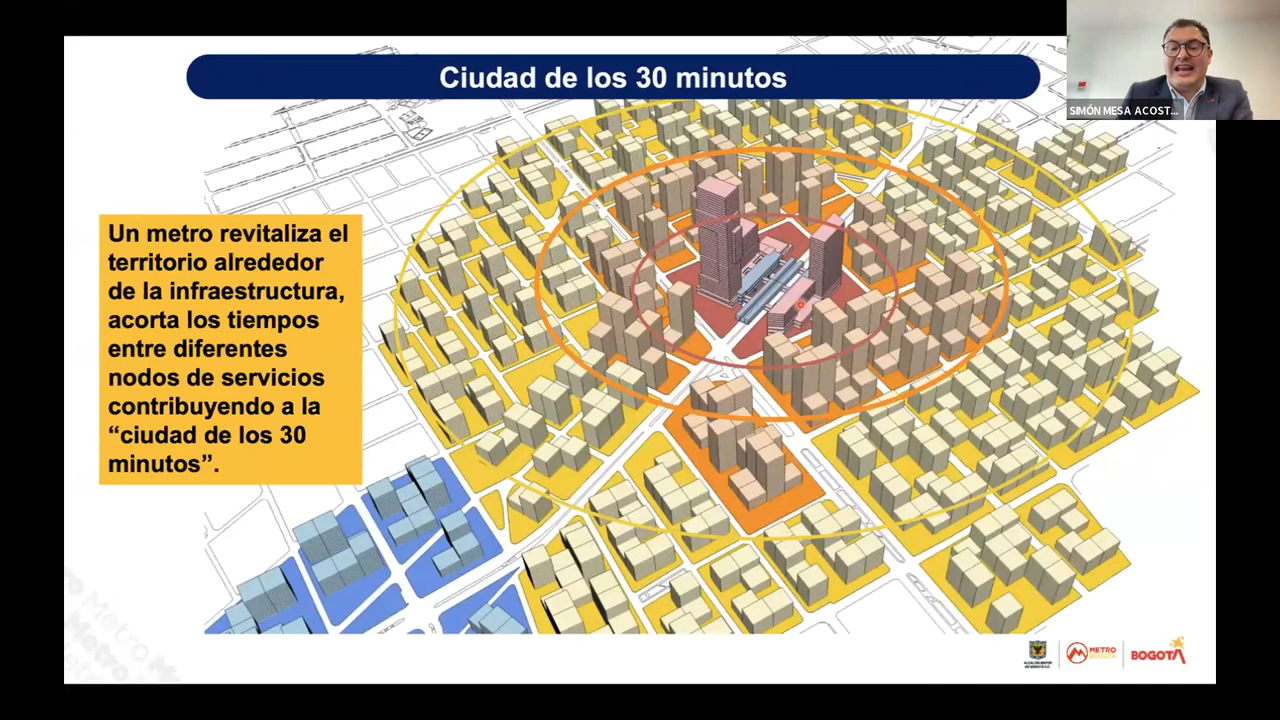 Ciudad de los 30 minutos
SIMÓN MESA ACOST...
Un metro revitaliza el
territorio alrededor
de la infraestructura,
acorta los tiempos
entre diferentes
nodos de servicios
contribuyendo a la
“ciudad de los 30
minutos”.
METRO
BOGOTÁ
BOGOTÁ